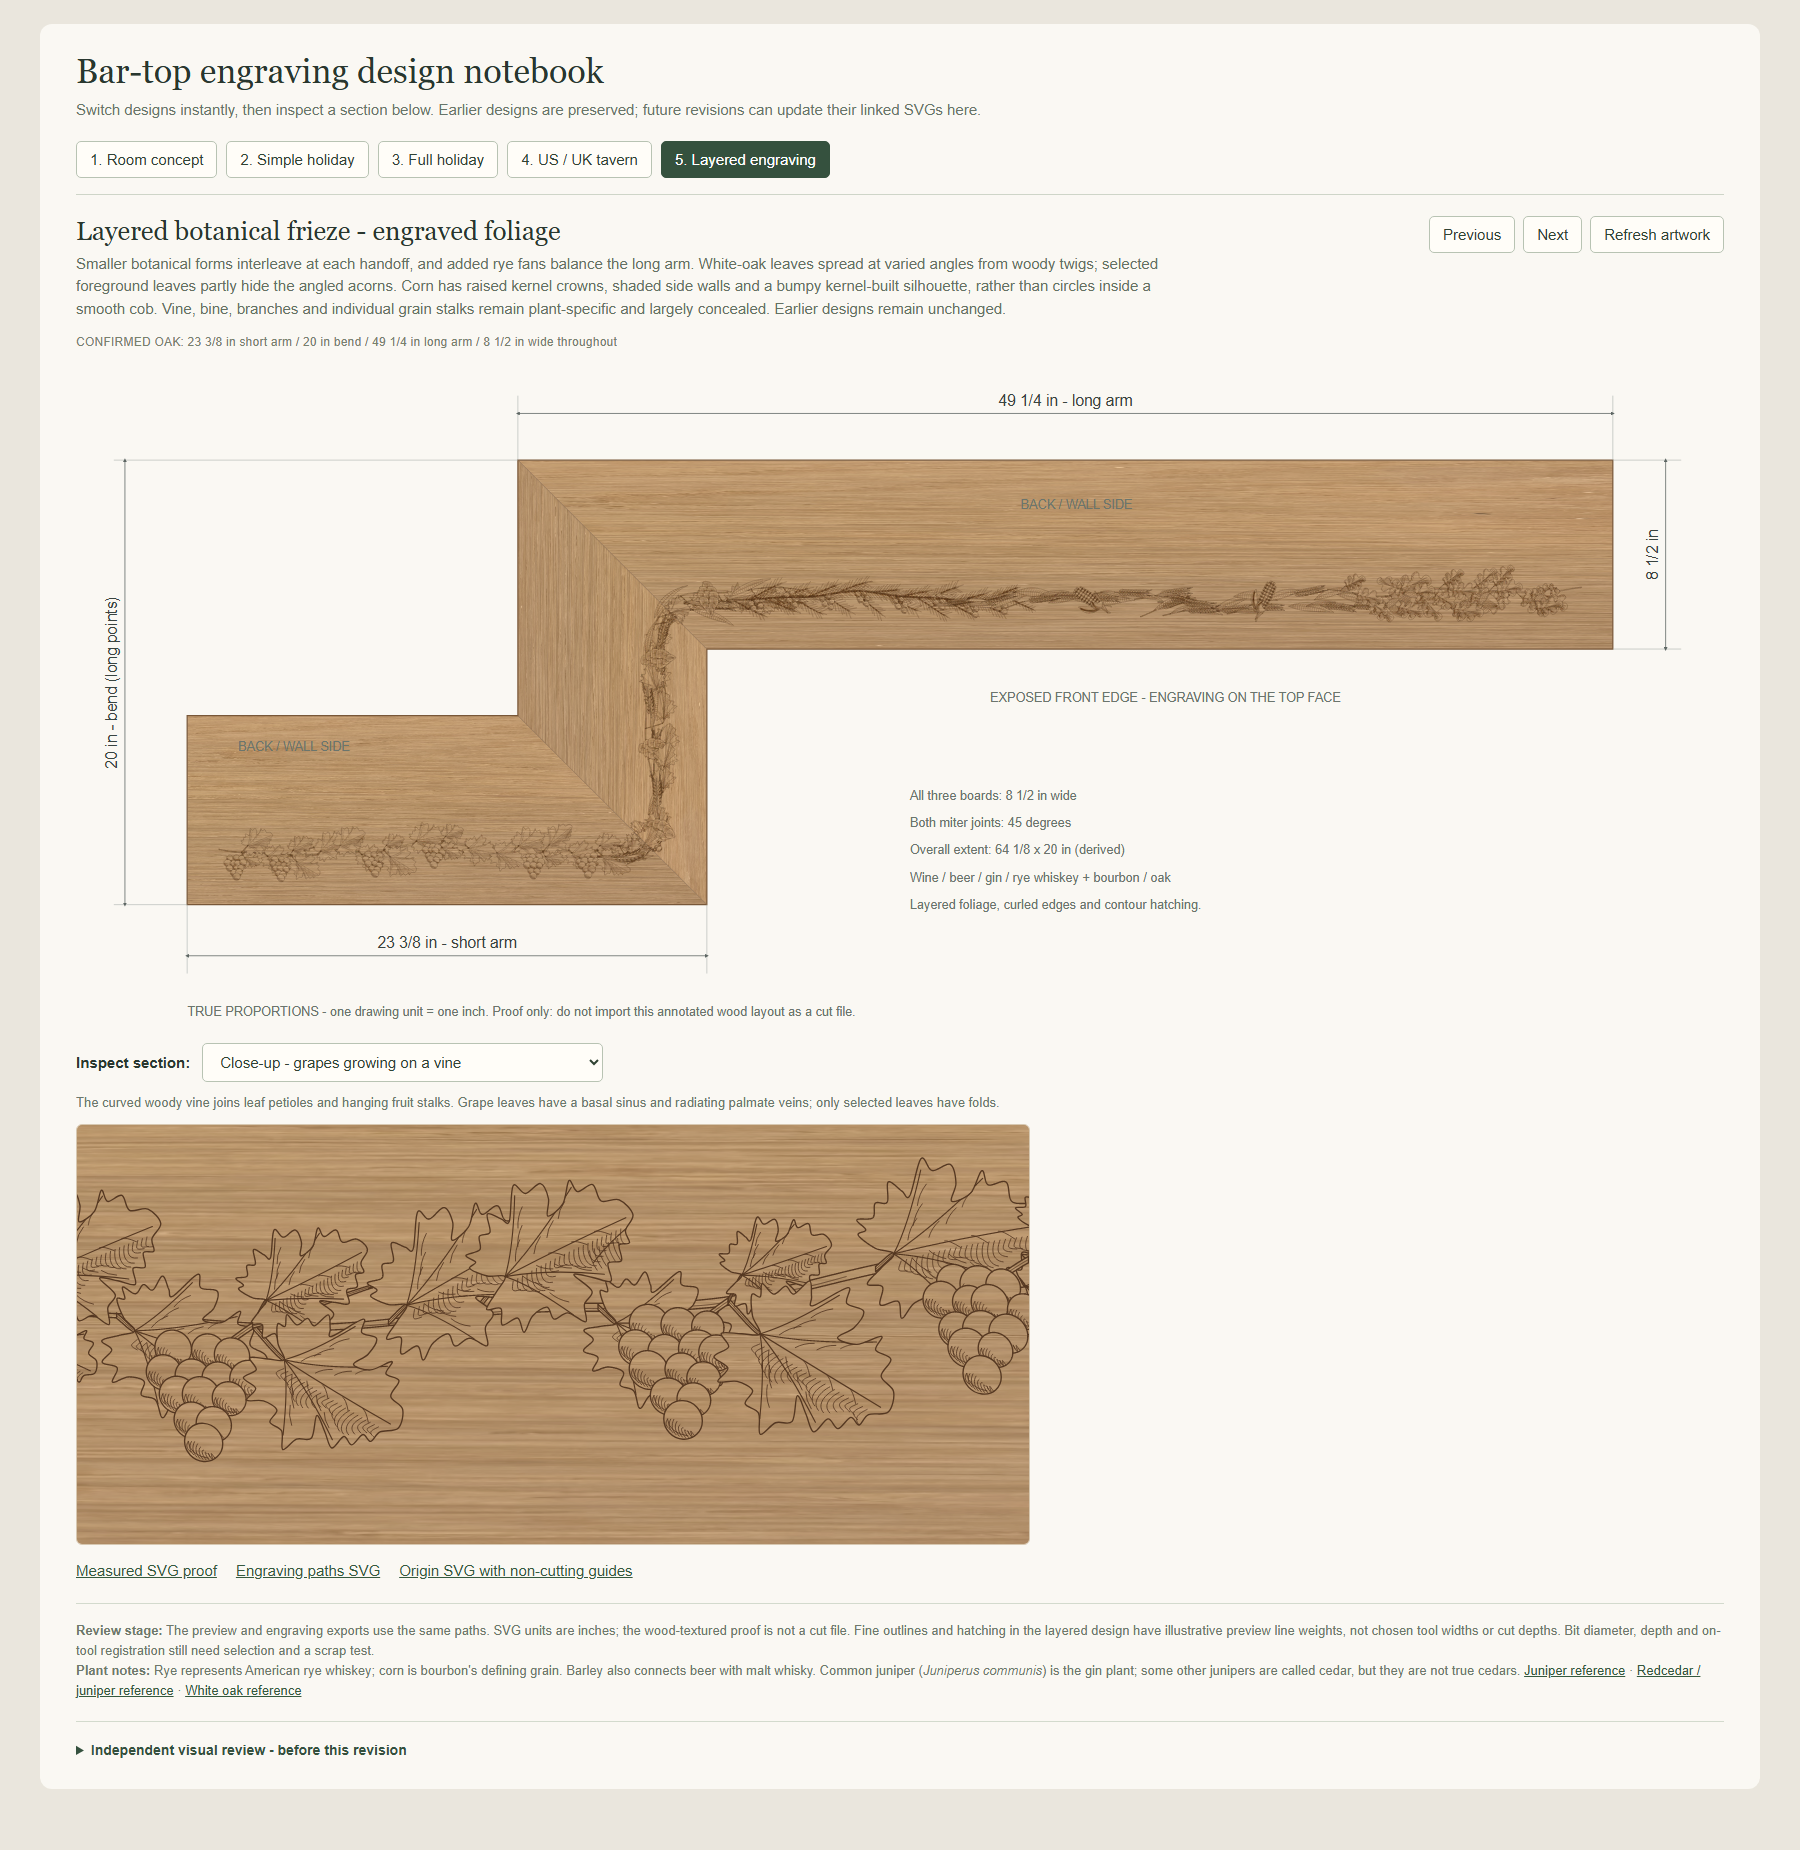 Bar-top engraving design notebook
Switch designs instantly, then inspect a section below. Earlier designs are preserved; future revisions can update their linked SVGs here.
1. Room concept
2. Simple holiday
3. Full holiday
4. US / UK tavern
5. Layered engraving
Layered botanical frieze - engraved foliage
Previous
Next
Refresh artwork
Smaller botanical forms interleave at each handoff, and added rye fans balance the long arm. White-oak leaves spread at varied angles from woody twigs; selected
foreground leaves partly hide the angled acorns. Corn has raised kernel crowns, shaded side walls and a bumpy kernel-built silhouette, rather than circles inside a
smooth cob. Vine, bine, branches and individual grain stalks remain plant-specific and largely concealed. Earlier designs remain unchanged.
CONFIRMED OAK: 23 3/8 in short arm / 20 in bend / 49 1/4 in long arm / 8 1/2 in wide throughout
49 1/4 in - long arm
BACK / WALL SIDE
8 1/2 in
20 in - bend (long points)
EXPOSED FRONT EDGE - ENGRAVING ON THE TOP FACE
BACK / WALL SIDE
All three boards: 8 1/2 in wide
Both miter joints: 45 degrees
Overall extent: 64 1/8 x 20 in (derived)
Wine / beer / gin / rye whiskey + bourbon / oak
Layered foliage, curled edges and contour hatching.
23 3/8 in - short arm
TRUE PROPORTIONS - one drawing unit = one inch. Proof only: do not import this annotated wood layout as a cut file.
Inspect section:
Close-up - grapes growing on a vine
The curved woody vine joins leaf petioles and hanging fruit stalks. Grape leaves have a basal sinus and radiating palmate veins; only selected leaves have folds.
Measured SVG proof
Engraving paths SVG
Origin SVG with non-cutting guides
Review stage: The preview and engraving exports use the same paths. SVG units are inches; the wood-textured proof is not a cut file. Fine outlines and hatching in the layered design have illustrative preview line weights, not chosen tool widths or cut depths. Bit diameter, depth and on-
tool registration still need selection and a scrap test.
Plant notes: Rye represents American rye whiskey; corn is bourbon's defining grain. Barley also connects beer with malt whisky. Common juniper (Juniperus communis) is the gin plant; some other junipers are called cedar, but they are not true cedars. Juniper reference · Redcedar /
juniper reference · White oak reference
Independent visual review - before this revision